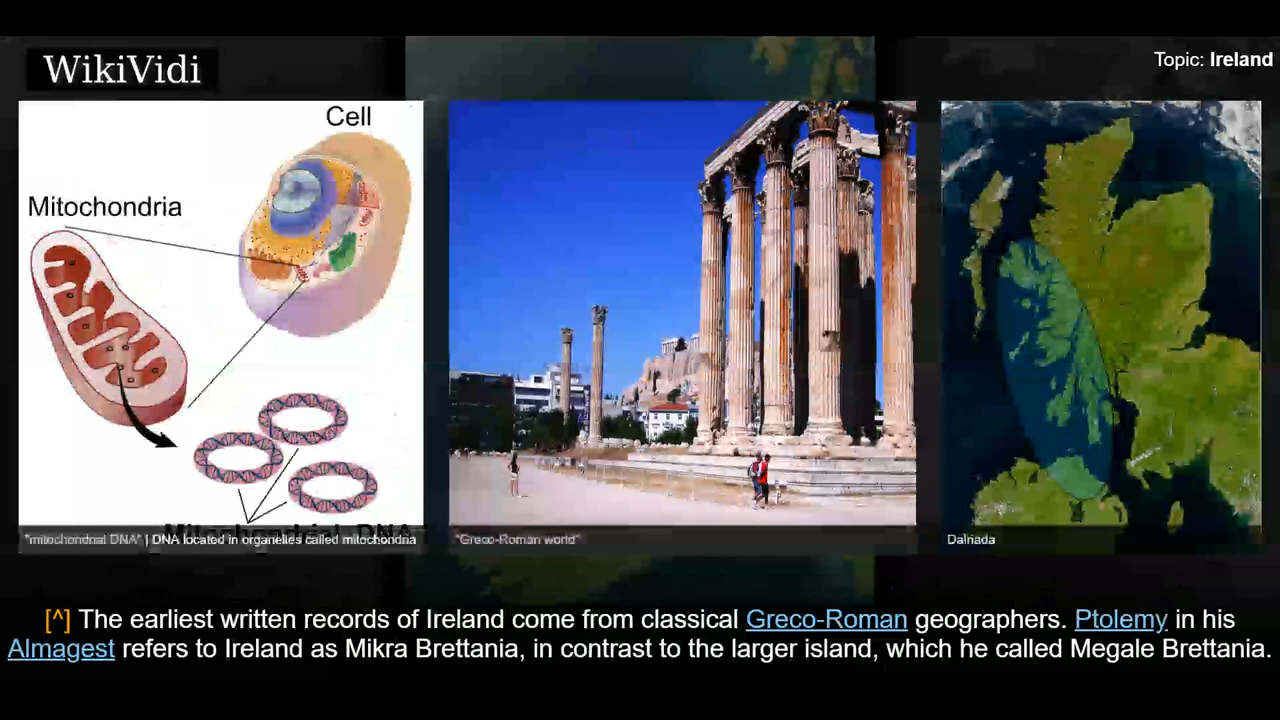 WikiVidi
Topic: Ireland
Cell
Mitochondria
Mitochondrial DNA
"mitochondrial DNA" | DNA located in organelles called mitochondria
"Greco-Roman world"
Dalriada
[^] The earliest written records of Ireland come from classical Greco-Roman geographers. Ptolemy in his
Almagest refers to Ireland as Mikra Brettania, in contrast to the larger island, which he called Megale Brettania.